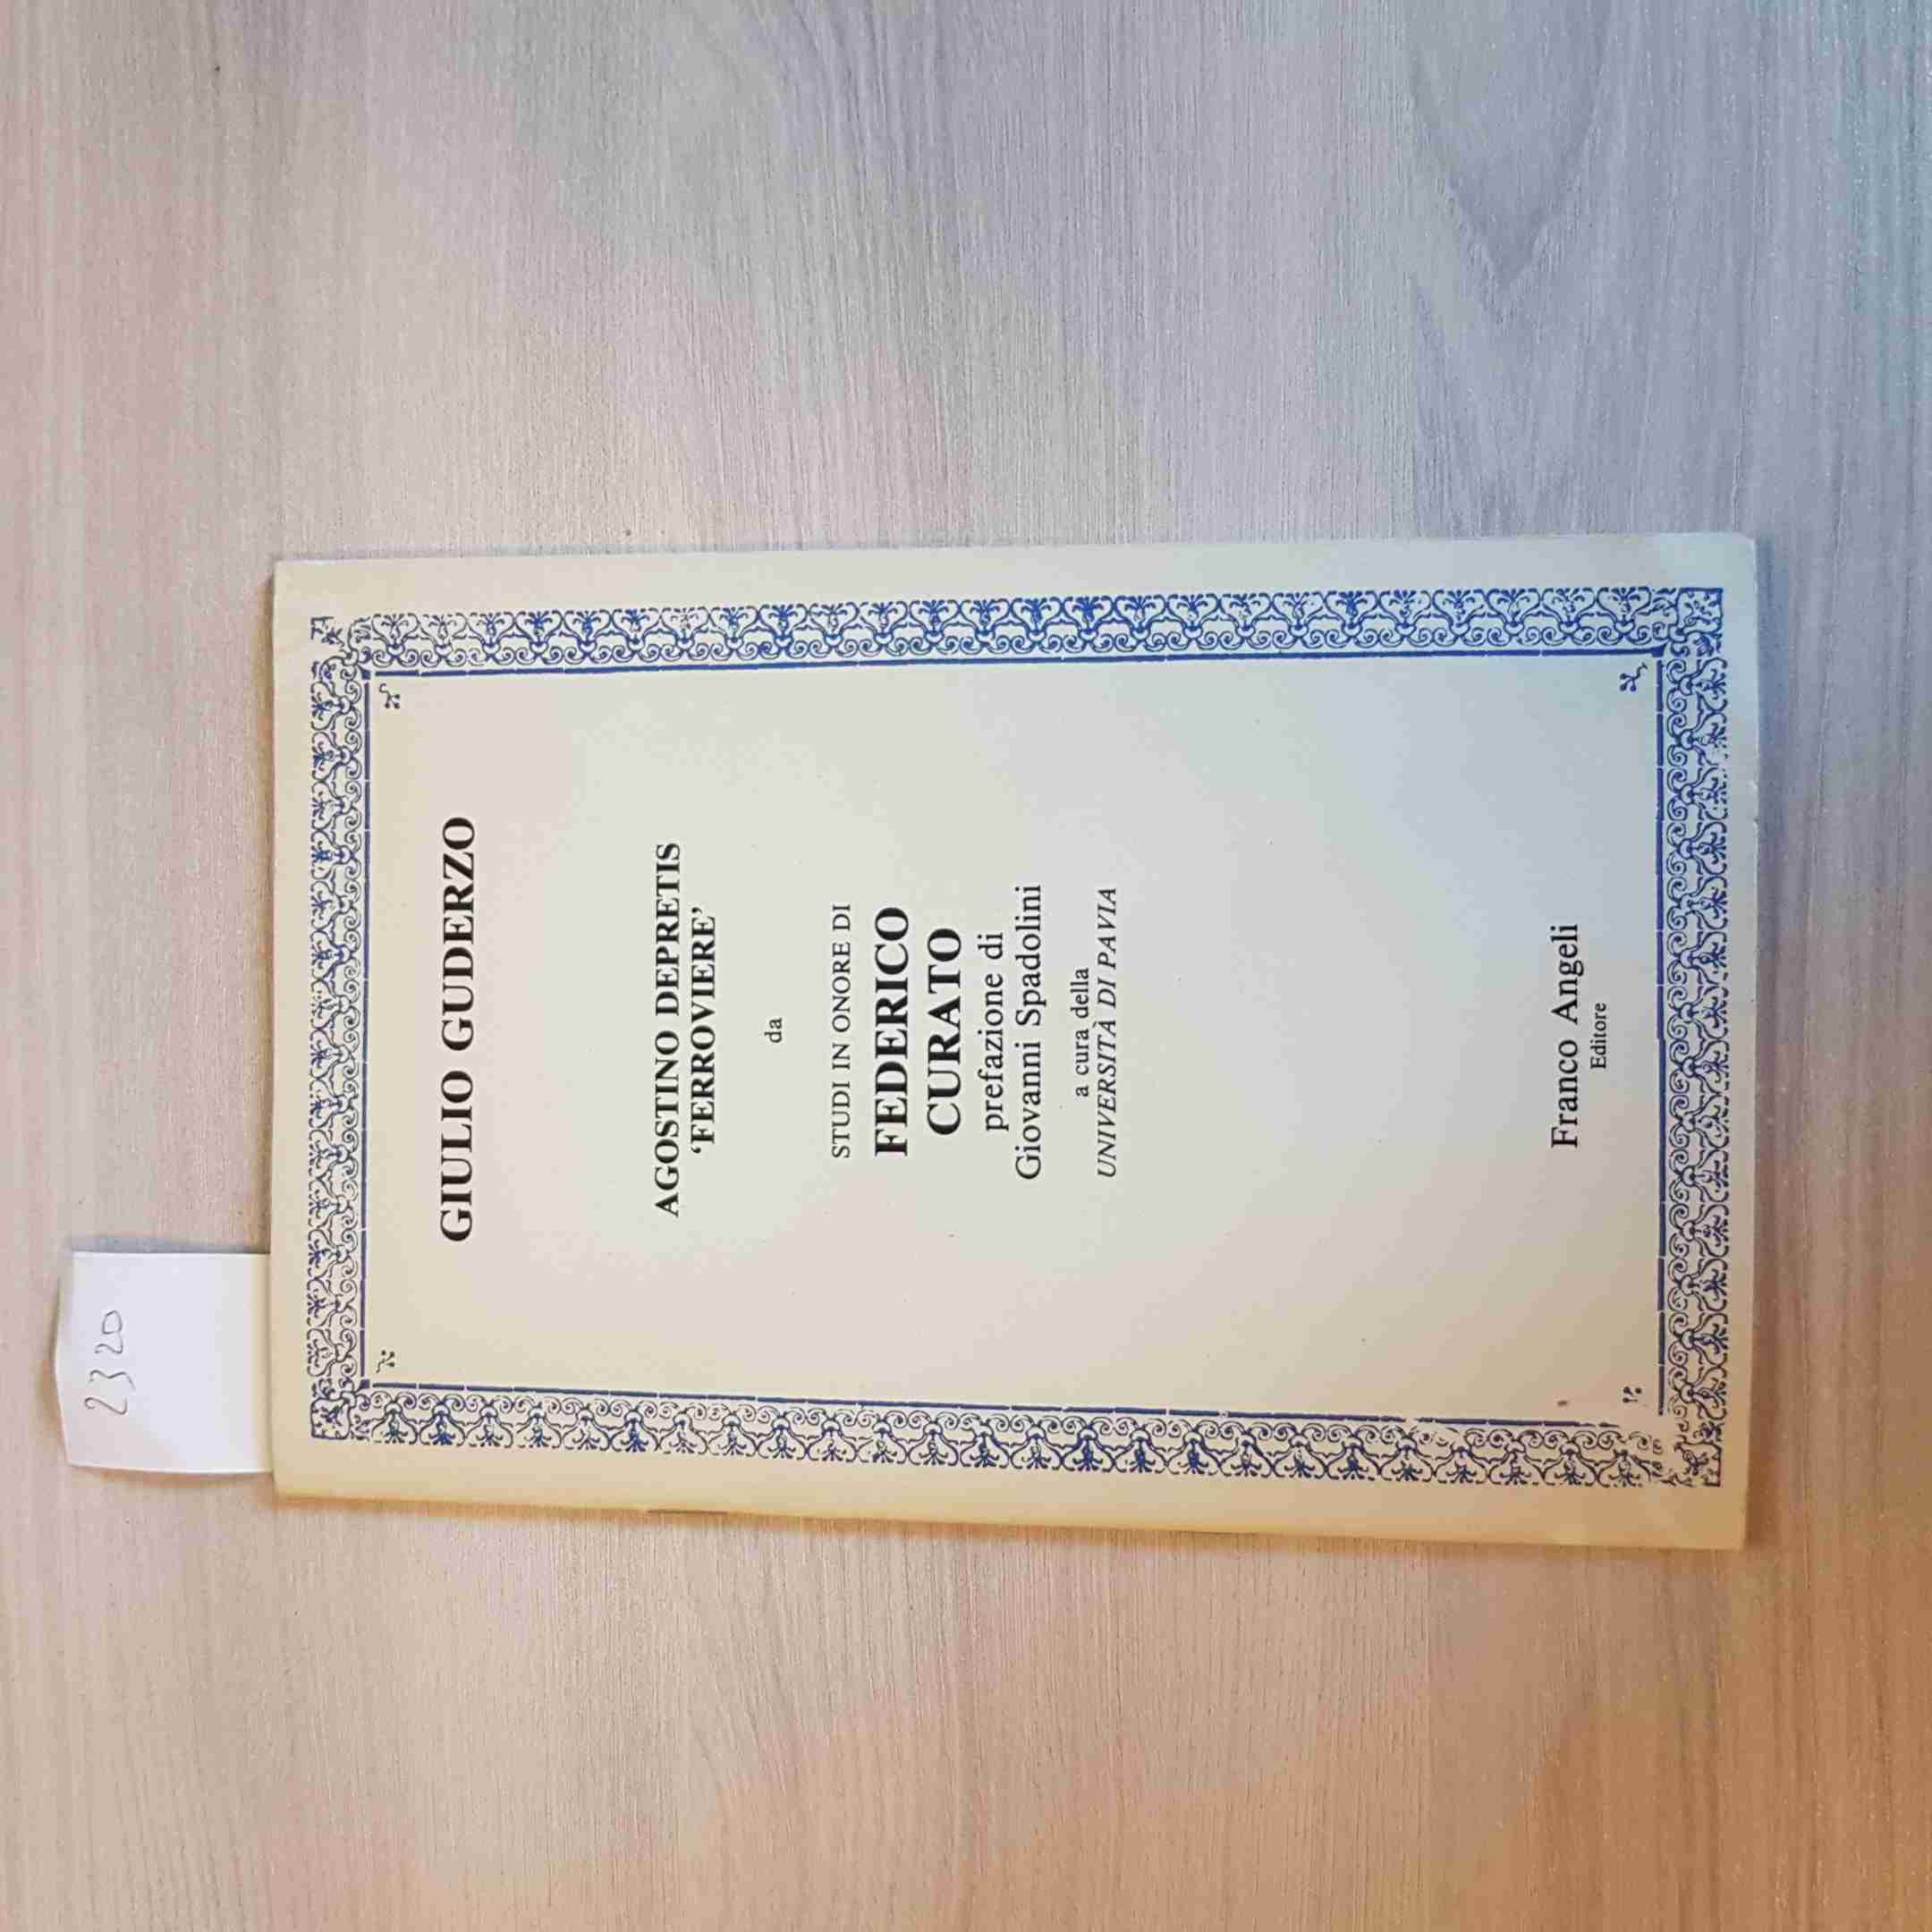 2320
GIULIO GUDERZO
AGOSTINO DEPRETIS
‘FERROVIERE’
da
STUDI IN ONORE DI
FEDERICO
CURATO
prefazione di
Giovanni Spadolini
a cura della
UNIVERSITÀ DI PAVIA
Franco Angeli
Editore